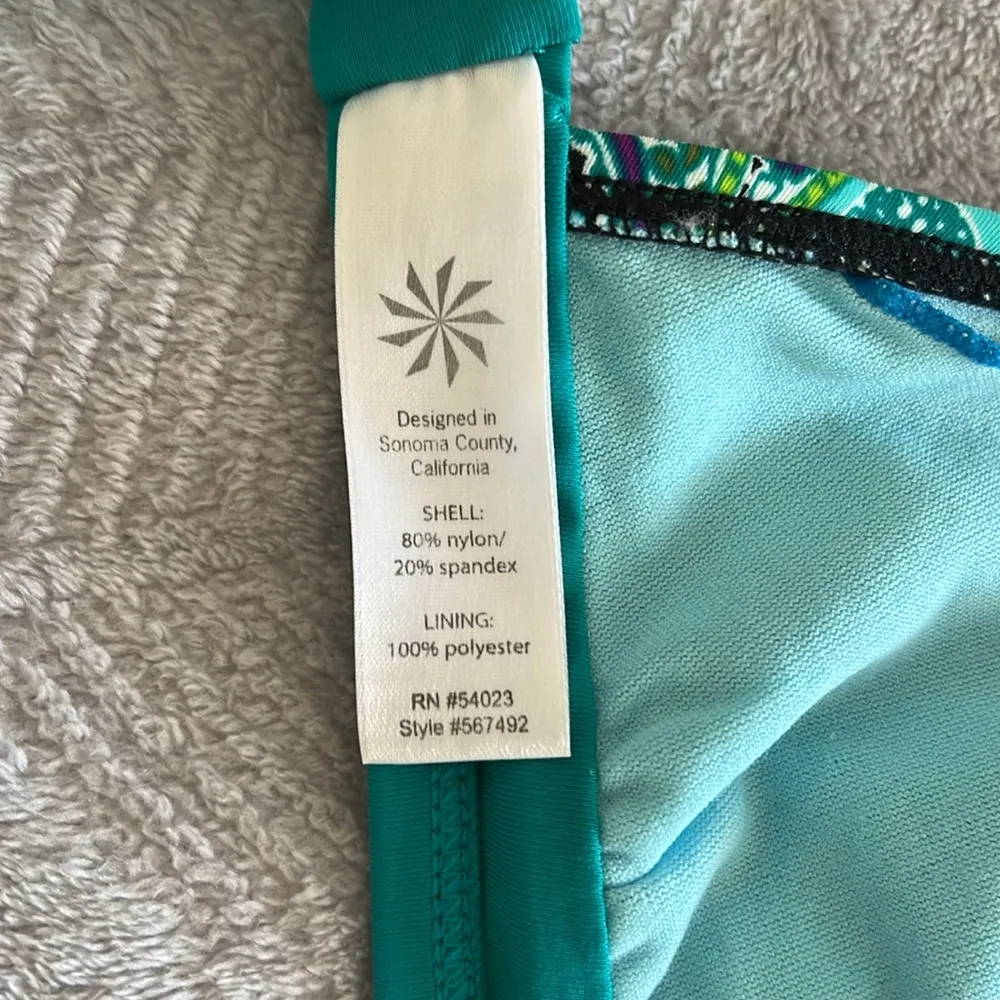 Designed in
Sonoma County,
California
SHELL:
80% nylon/
20% spandex
LINING:
100% polyester
RN #54023
Style #567492